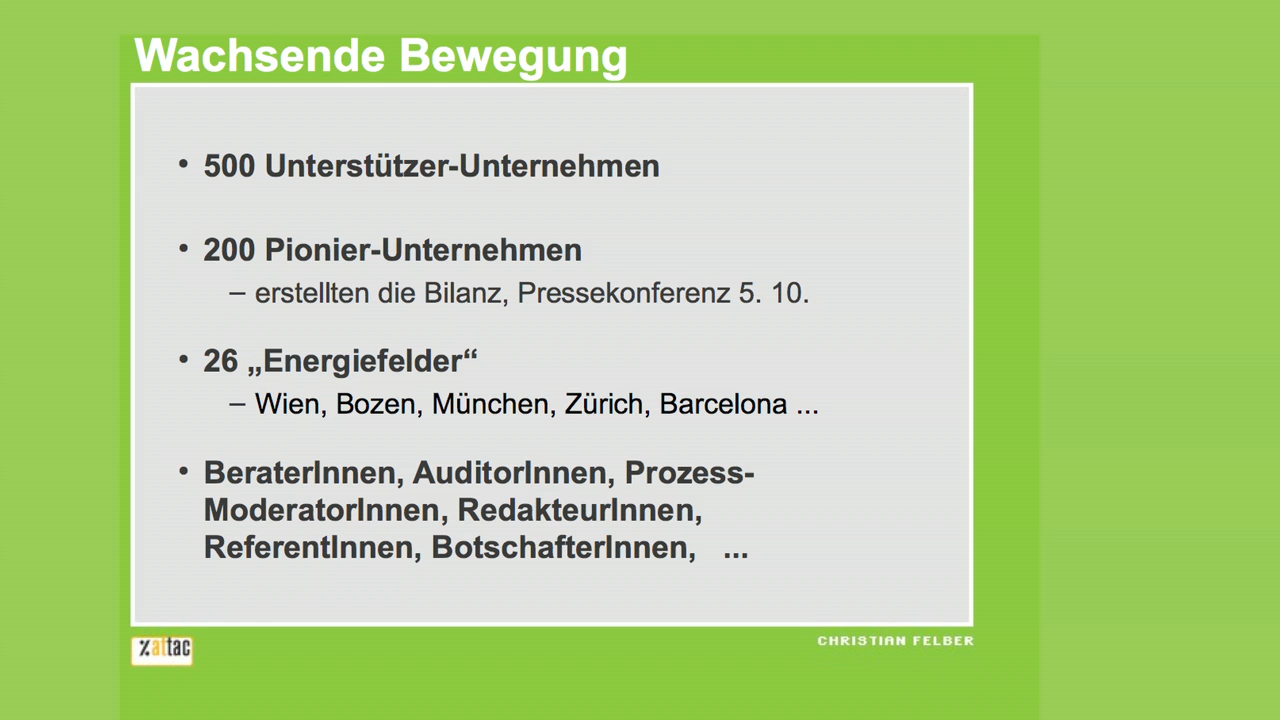 Wachsende Bewegung
• 500 Unterstützer-Unternehmen
• 200 Pionier-Unternehmen
– erstellten die Bilanz, Pressekonferenz 5. 10.
• 26 „Energiefelder“
– Wien, Bozen, München, Zürich, Barcelona ...
• BeraterInnen, AuditorInnen, Prozess-
ModeratorInnen, RedakteurInnen,
ReferentInnen, BotschafterInnen, ...
attac
CHRISTIAN FELBER